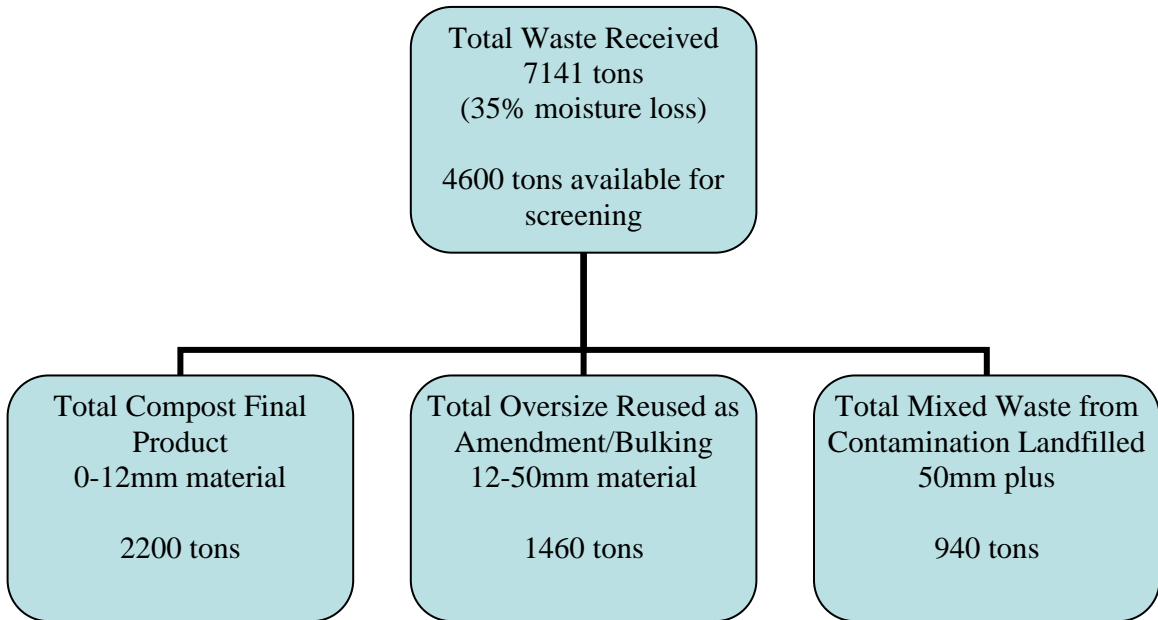 Total Waste Received
7141 tons
(35% moisture loss)
4600 tons available for
screening
Total Compost Final
Product
0-12mm material
2200 tons
Total Oversize Reused as
Amendment/Bulking
12-50mm material
1460 tons
Total Mixed Waste from
Contamination Landfilled
50mm plus
940 tons